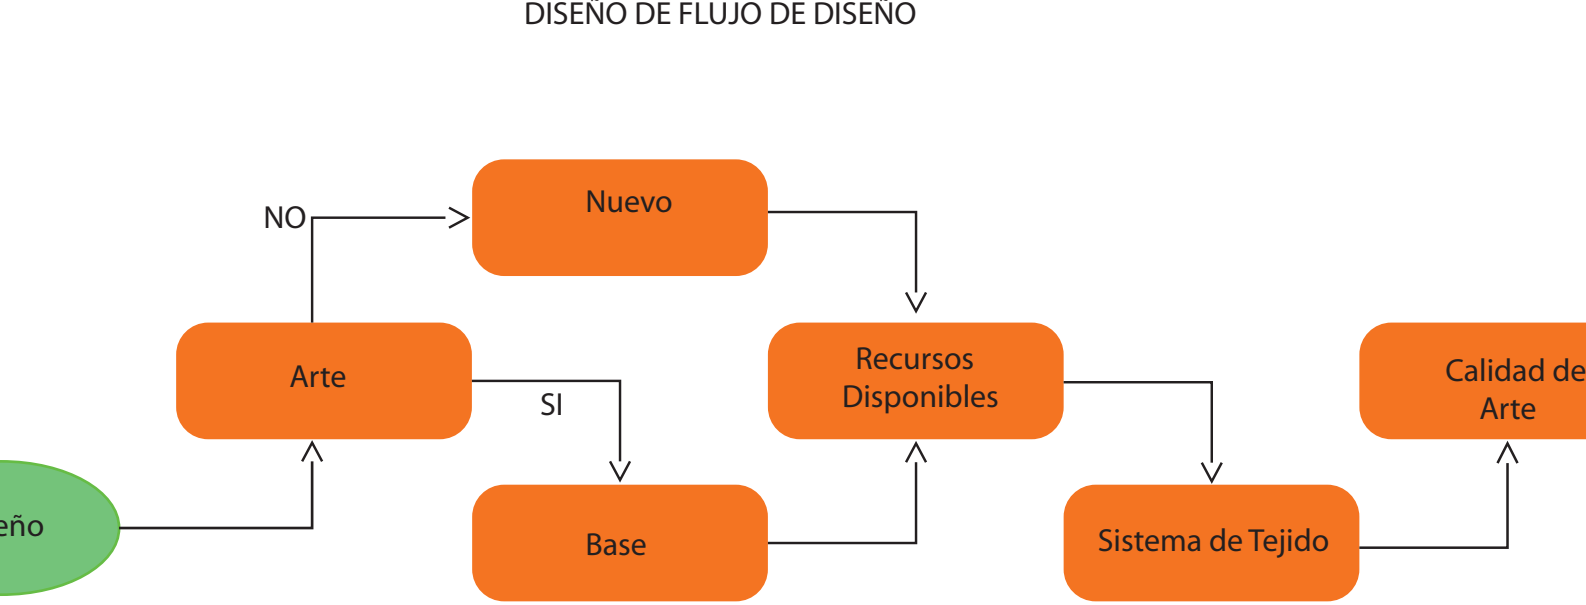 DISEÑO DE FLUJO DE DISEÑO
Nuevo
NO
Arte
SI
Recursos
Disponibles
Calidad de
Arte
eño
Base
Sistema de Tejido